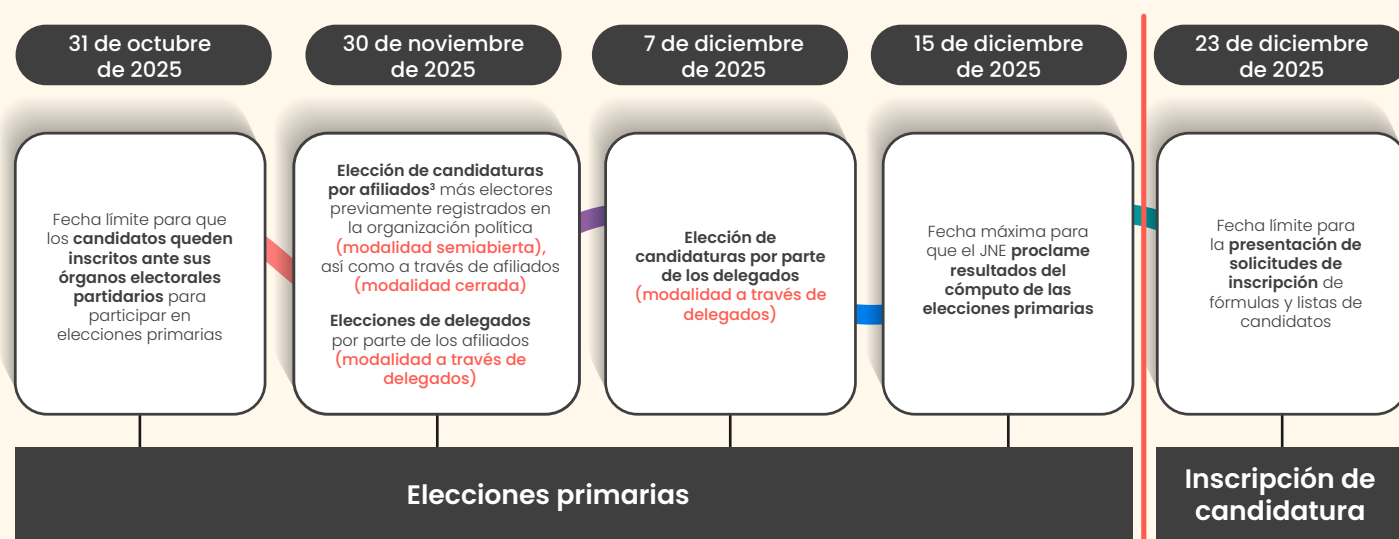 31 de octubre
de 2025
Fecha límite para que
los candidatos queden
inscritos ante sus
órganos electorales
partidarios para
participar en
elecciones primarias
30 de noviembre
de 2025
Elección de candidaturas
por afiliados³ más electores
previamente registrados en
la organización política
(modalidad semiabierta),
así como a través de afiliados
(modalidad cerrada)
Elecciones de delegados
por parte de los afiliados
(modalidad a través de
delegados)
7 de diciembre
de 2025
Elección de
candidaturas por parte
de los delegados
(modalidad a través de
delegados)
15 de diciembre
de 2025
Fecha máxima para
que el JNE proclame
resultados del
cómputo de las
elecciones primarias
Elecciones primarias
23 de diciembre
de 2025
Fecha límite para
la presentación de
solicitudes de
inscripción de
fórmulas y listas de
candidatos
Inscripción de
candidatura